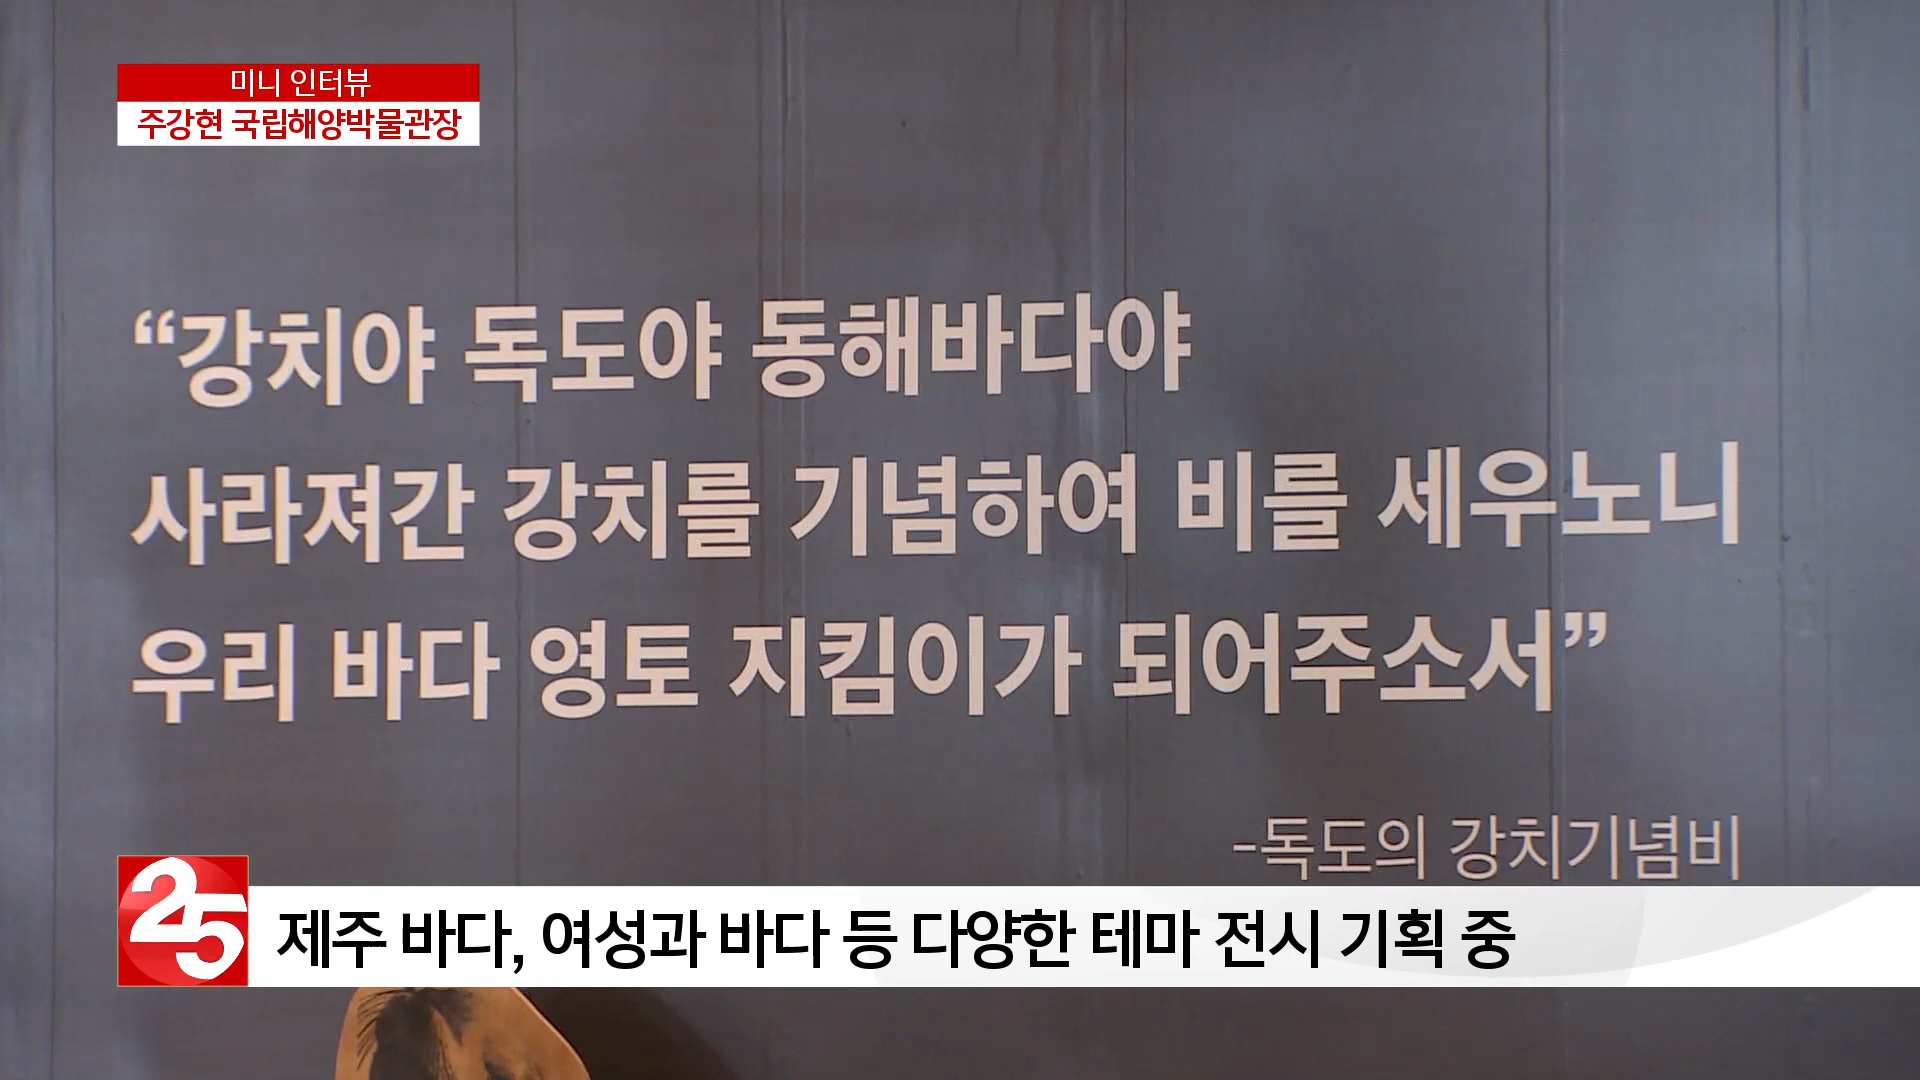 미니 인터뷰
주강현 국립해양박물관장
“강치야 독도야 동해바다야
사라져간 강치를 기념하여 비를 세우노니
우리 바다 영토 지킴이가 되어주소서”
-독도의 강치기념비
25
제주 바다, 여성과 바다 등 다양한 테마 전시 기획 중